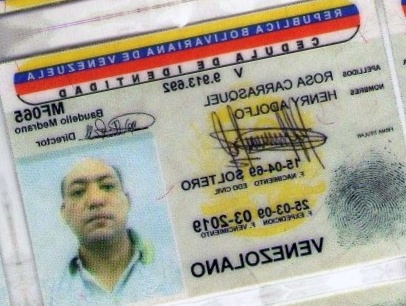 REPUBLICA BOLIVARIANA DE VENEZUELA
CEDULA DE IDENTIDAD
V 9.913.692
MF065
Baudelio Medrano
Director
APELLIDOS
ROSA CARRASQUEL
NOMBRES
HENRY ADOLFO
FIRMA TITULAR
15-04-69 SOLTERO
F. NACIMIENTO EDO CIVIL
25-03-09 03-2019
F. EXPEDICION F. VENCIMIENTO
VENEZOLANO